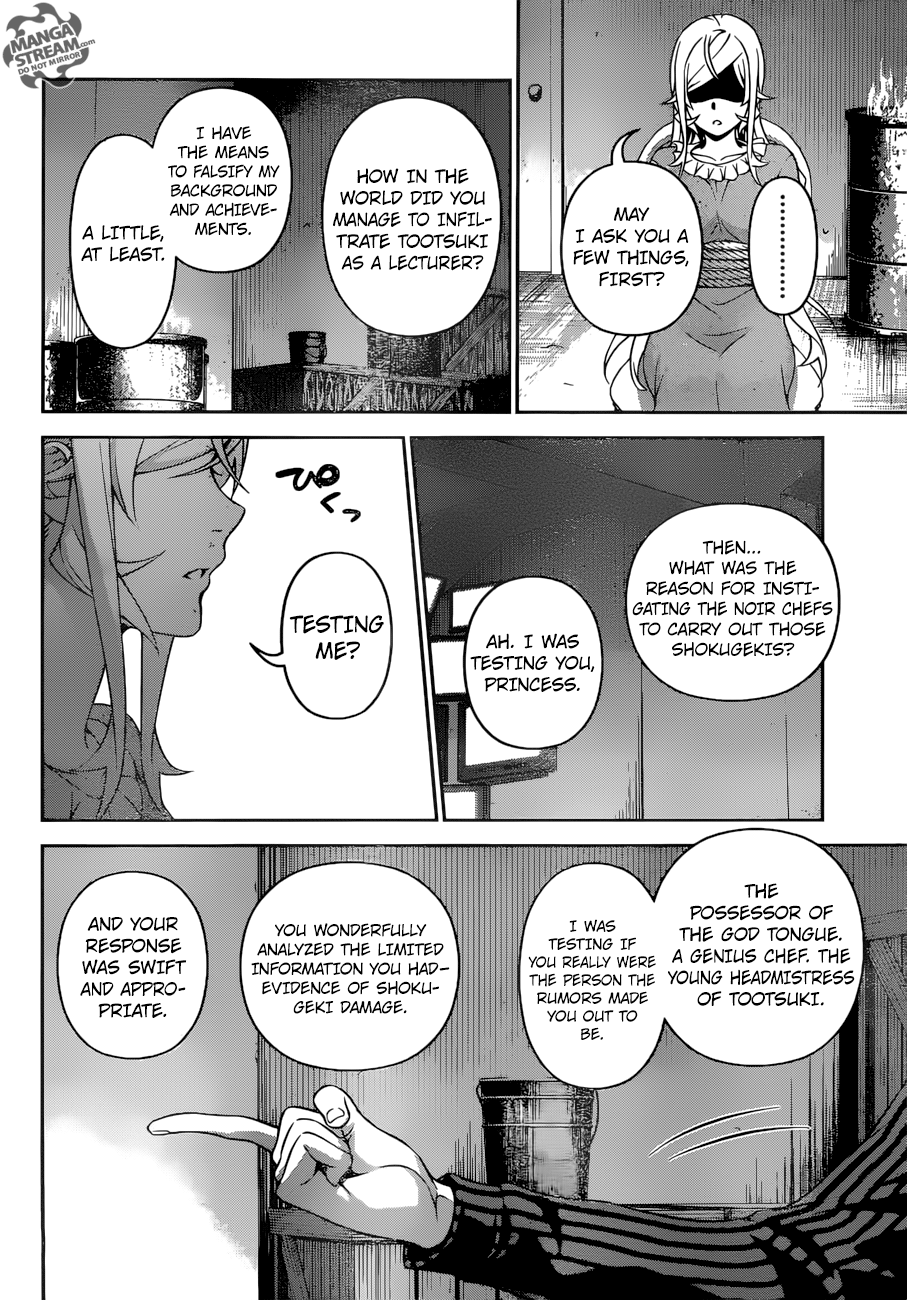 MANGA
STREAM.com
DO NOT MIRROR
............
MAY
I ASK YOU A
FEW THINGS,
FIRST?
HOW IN THE
WORLD DID YOU
MANAGE TO INFIL-
TRATE TOOTSUKI
AS A LECTURER?
I HAVE
THE MEANS
TO FALSIFY MY
BACKGROUND
AND ACHIEVE-
MENTS.
A LITTLE,
AT LEAST.
THEN...
WHAT WAS THE
REASON FOR INSTI-
GATING THE NOIR CHEFS
TO CARRY OUT THOSE
SHOKUGEKIS?
AH. I WAS
TESTING YOU,
PRINCESS.
ぴくっ
TESTING
ME?
THE
POSSESSOR OF
THE GOD TONGUE.
A GENIUS CHEF. THE
YOUNG HEADMISTRESS
OF TOOTSUKI.
I WAS
TESTING IF
YOU REALLY WERE
THE PERSON THE
RUMORS MADE
YOU OUT TO
BE.
YOU WONDERFULLY
ANALYZED THE LIMITED
INFORMATION YOU HAD-
EVIDENCE OF SHOKU-
GEKI DAMAGE.
AND YOUR
RESPONSE
WAS SWIFT
AND APPRO-
PRIATE.